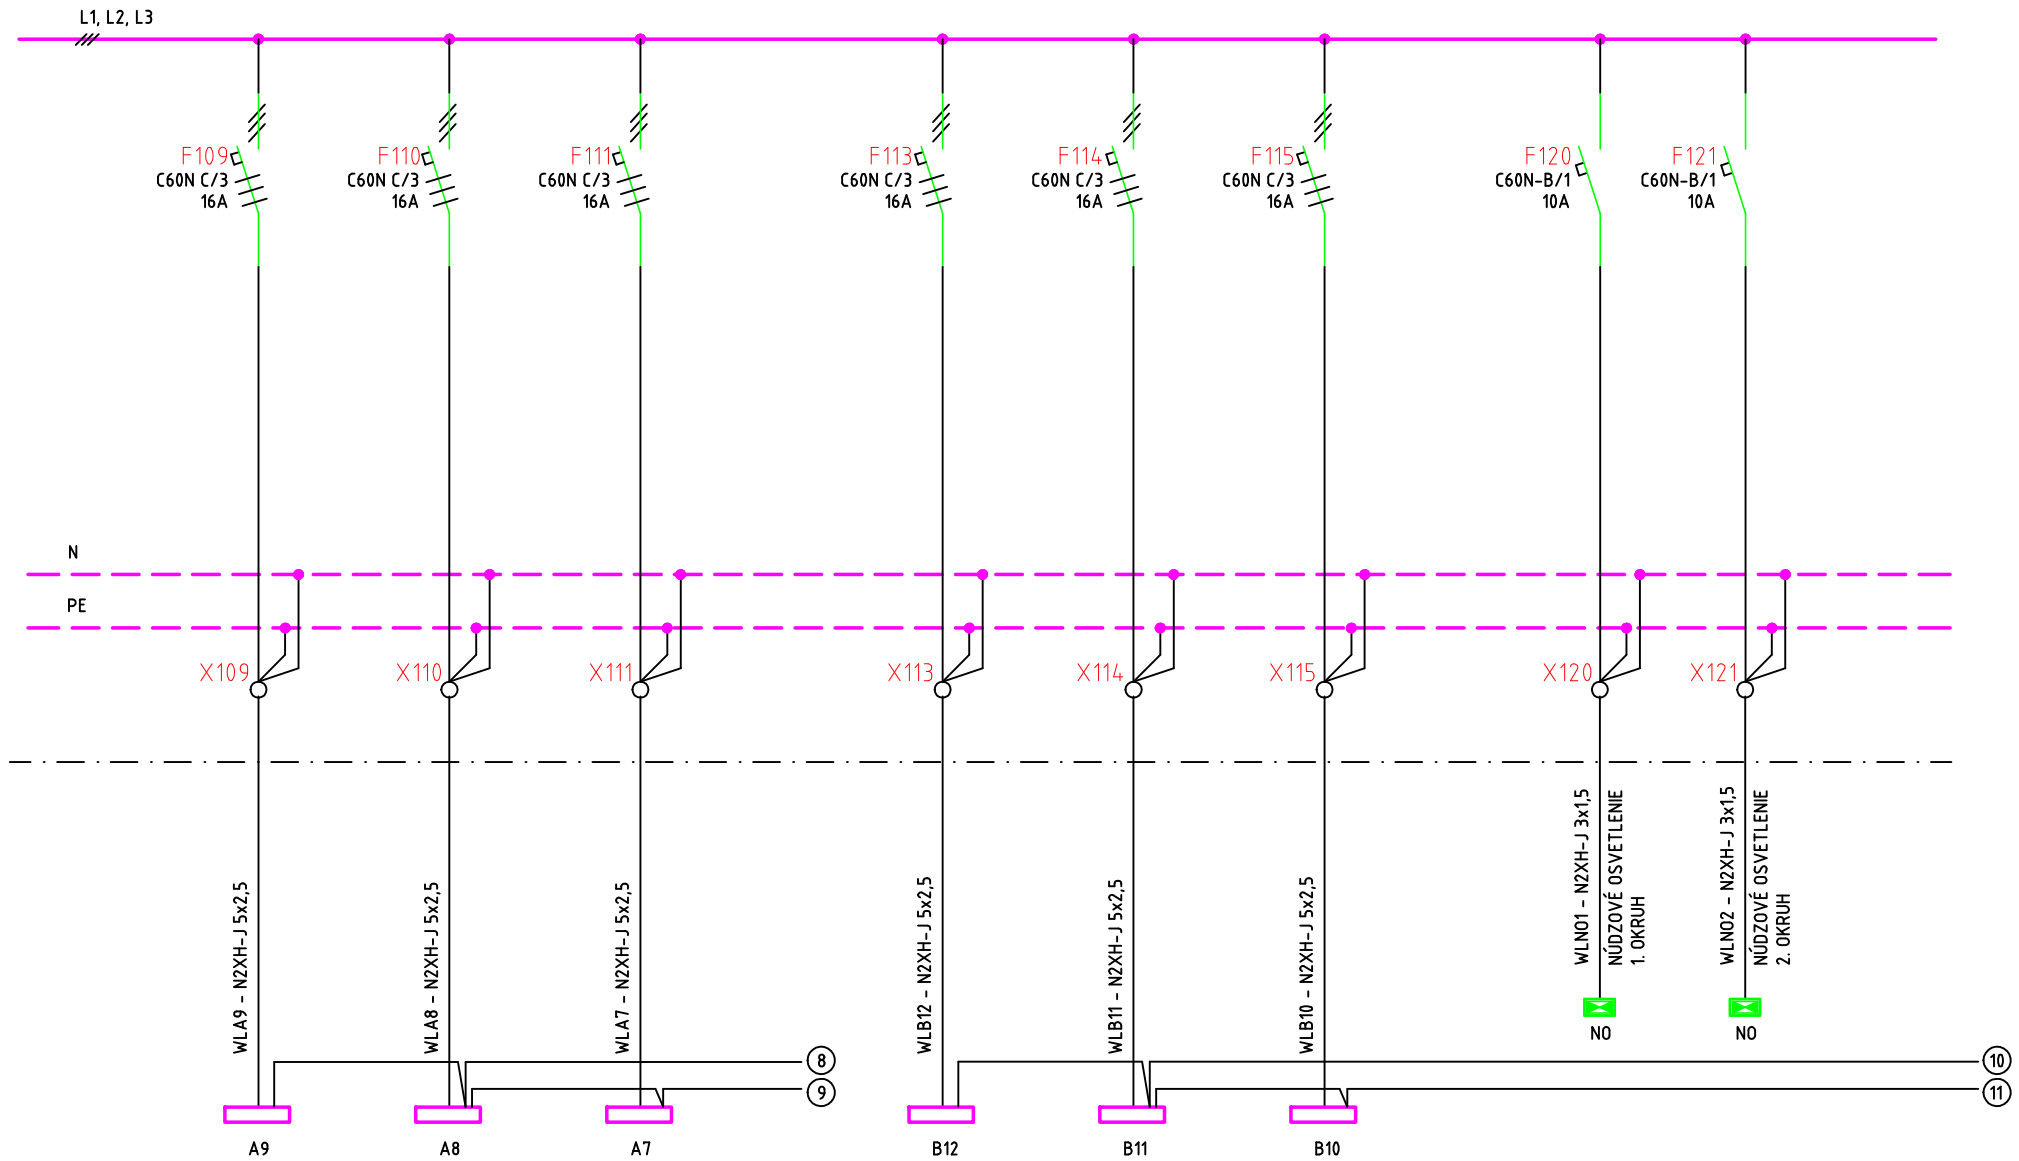 L1, L2, L3
F109
C60N C/3
16A
F110
C60N C/3
16A
F111
C60N C/3
16A
F113
C60N C/3
16A
F114
C60N C/3
16A
F115
C60N C/3
16A
F120
C60N-B/1
10A
F121
C60N-B/1
10A
N
PE
X109
X110
X111
X113
X114
X115
X120
X121
WLA9 - N2XH-J 5x2,5
WLA8 - N2XH-J 5x2,5
WLA7 - N2XH-J 5x2,5
WLB12 - N2XH-J 5x2,5
WLB11 - N2XH-J 5x2,5
WLB10 - N2XH-J 5x2,5
WLNO1 - N2XH-J 3x1,5
NÚDZOVÉ OSVETLENIE
1. OKRUH
WLNO2 - N2XH-J 3x1,5
NÚDZOVÉ OSVETLENIE
2. OKRUH
NO
NO
8
9
10
11
A9
A8
A7
B12
B11
B10